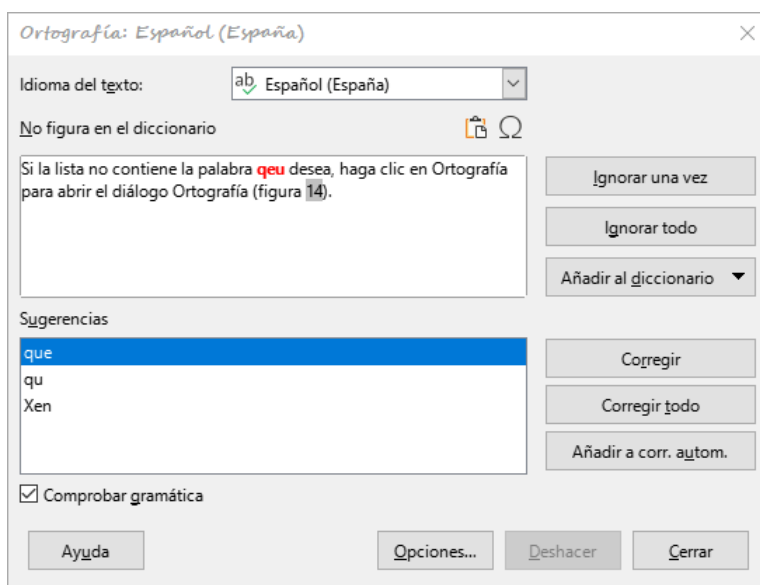 Ortografía: Español (España)
Idioma del texto:
Español (España)
No figura en el diccionario
Si la lista no contiene la palabra qeu desea, haga clic en Ortografía
para abrir el diálogo Ortografía (figura 14).
Ignorar una vez
Ignorar todo
Añadir al diccionario
Sugerencias
que
qu
Xen
Corregir
Corregir todo
Añadir a corr. autom.
Comprobar gramática
Ayuda
Opciones...
Deshacer
Cerrar